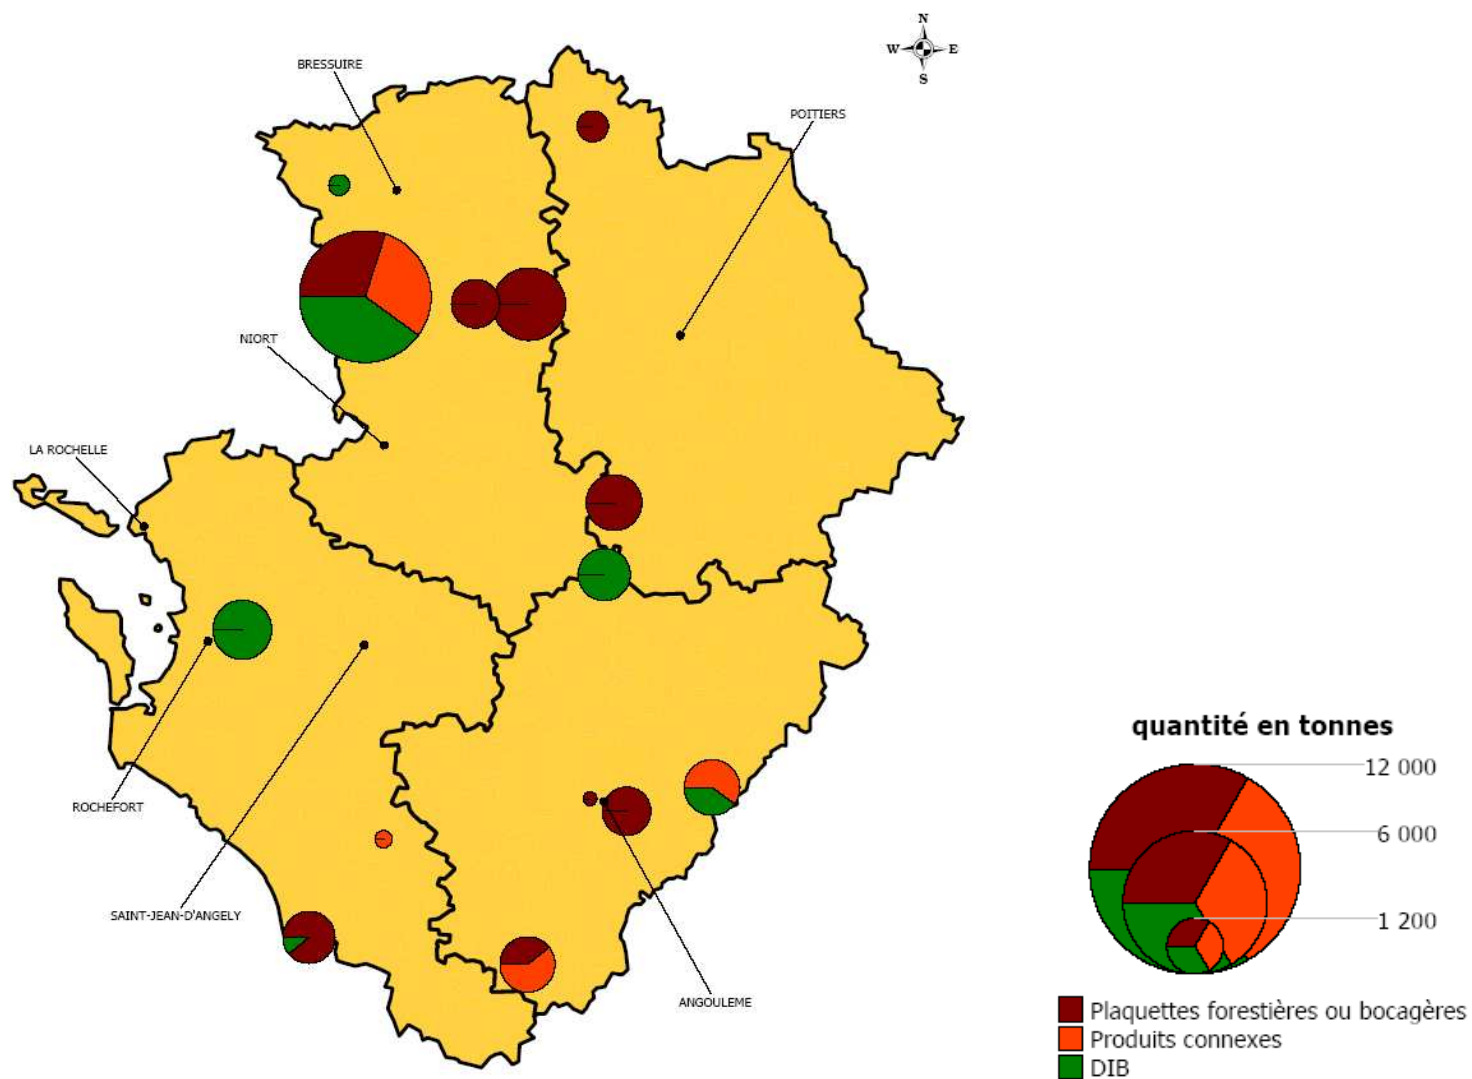 N
W E
S
BRESSUIRE
POITIERS
NIORT
LA ROCHELLE
ROCHEFORT
SAINT-JEAN-D'ANGELY
ANGOULEME
quantité en tonnes
12 000
6 000
1 200
Plaquettes forestières ou bocagères
Produits connexes
DIB